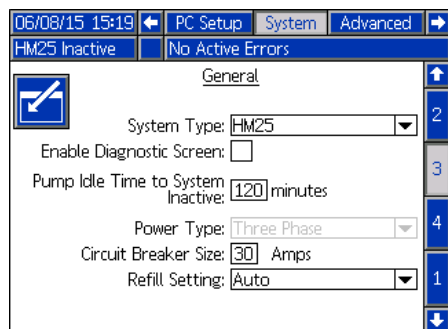 06/08/15 15:19 PC Setup System Advanced
HM25 Inactive No Active Errors
General
System Type: HM25
Enable Diagnostic Screen:
Pump Idle Time to System
Inactive: 120 minutes
Power Type: Three Phase
Circuit Breaker Size: 30 Amps
Refill Setting: Auto
2
3
4
1